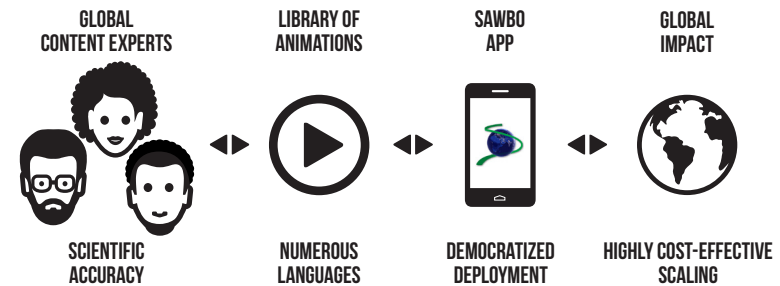 GLOBAL
CONTENT EXPERTS
LIBRARY OF
ANIMATIONS
SAWBO
APP
GLOBAL
IMPACT
SCIENTIFIC
ACCURACY
NUMEROUS
LANGUAGES
DEMOCRATIZED
DEPLOYMENT
HIGHLY COST-EFFECTIVE
SCALING